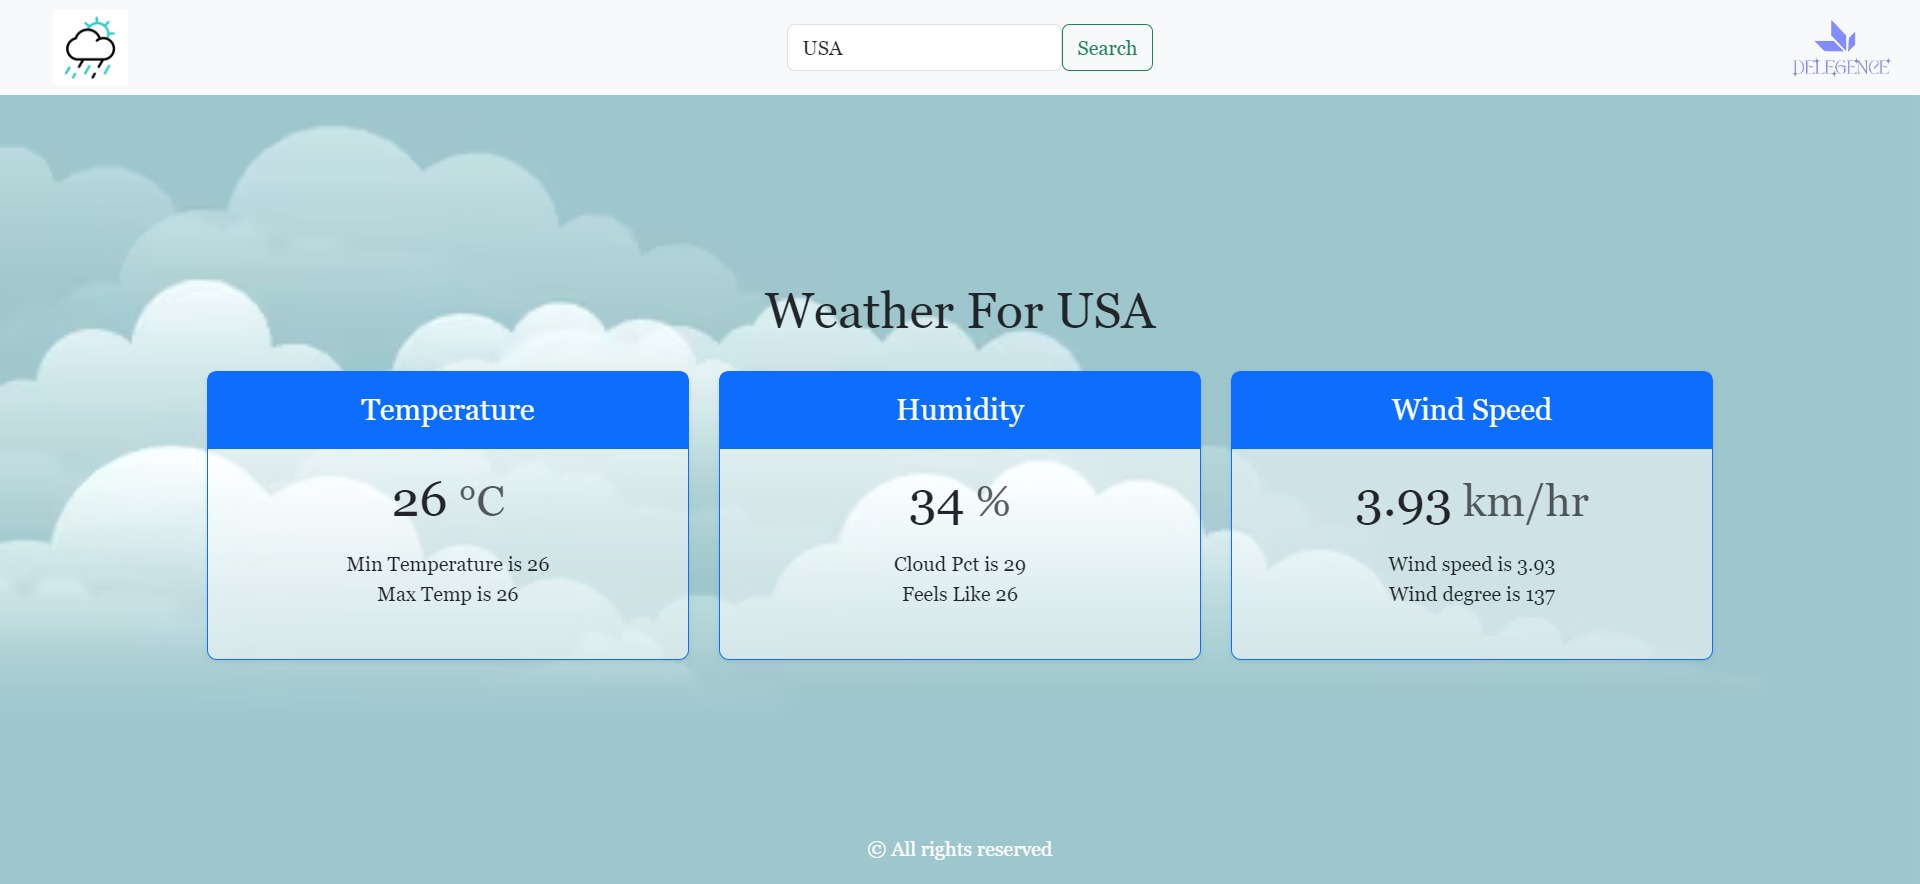 USA
Search
DELEGENCE
Weather For USA
Temperature
26 °C
Min Temperature is 26
Max Temp is 26
Humidity
34 %
Cloud Pct is 29
Feels Like 26
Wind Speed
3.93 km/hr
Wind speed is 3.93
Wind degree is 137
© All rights reserved